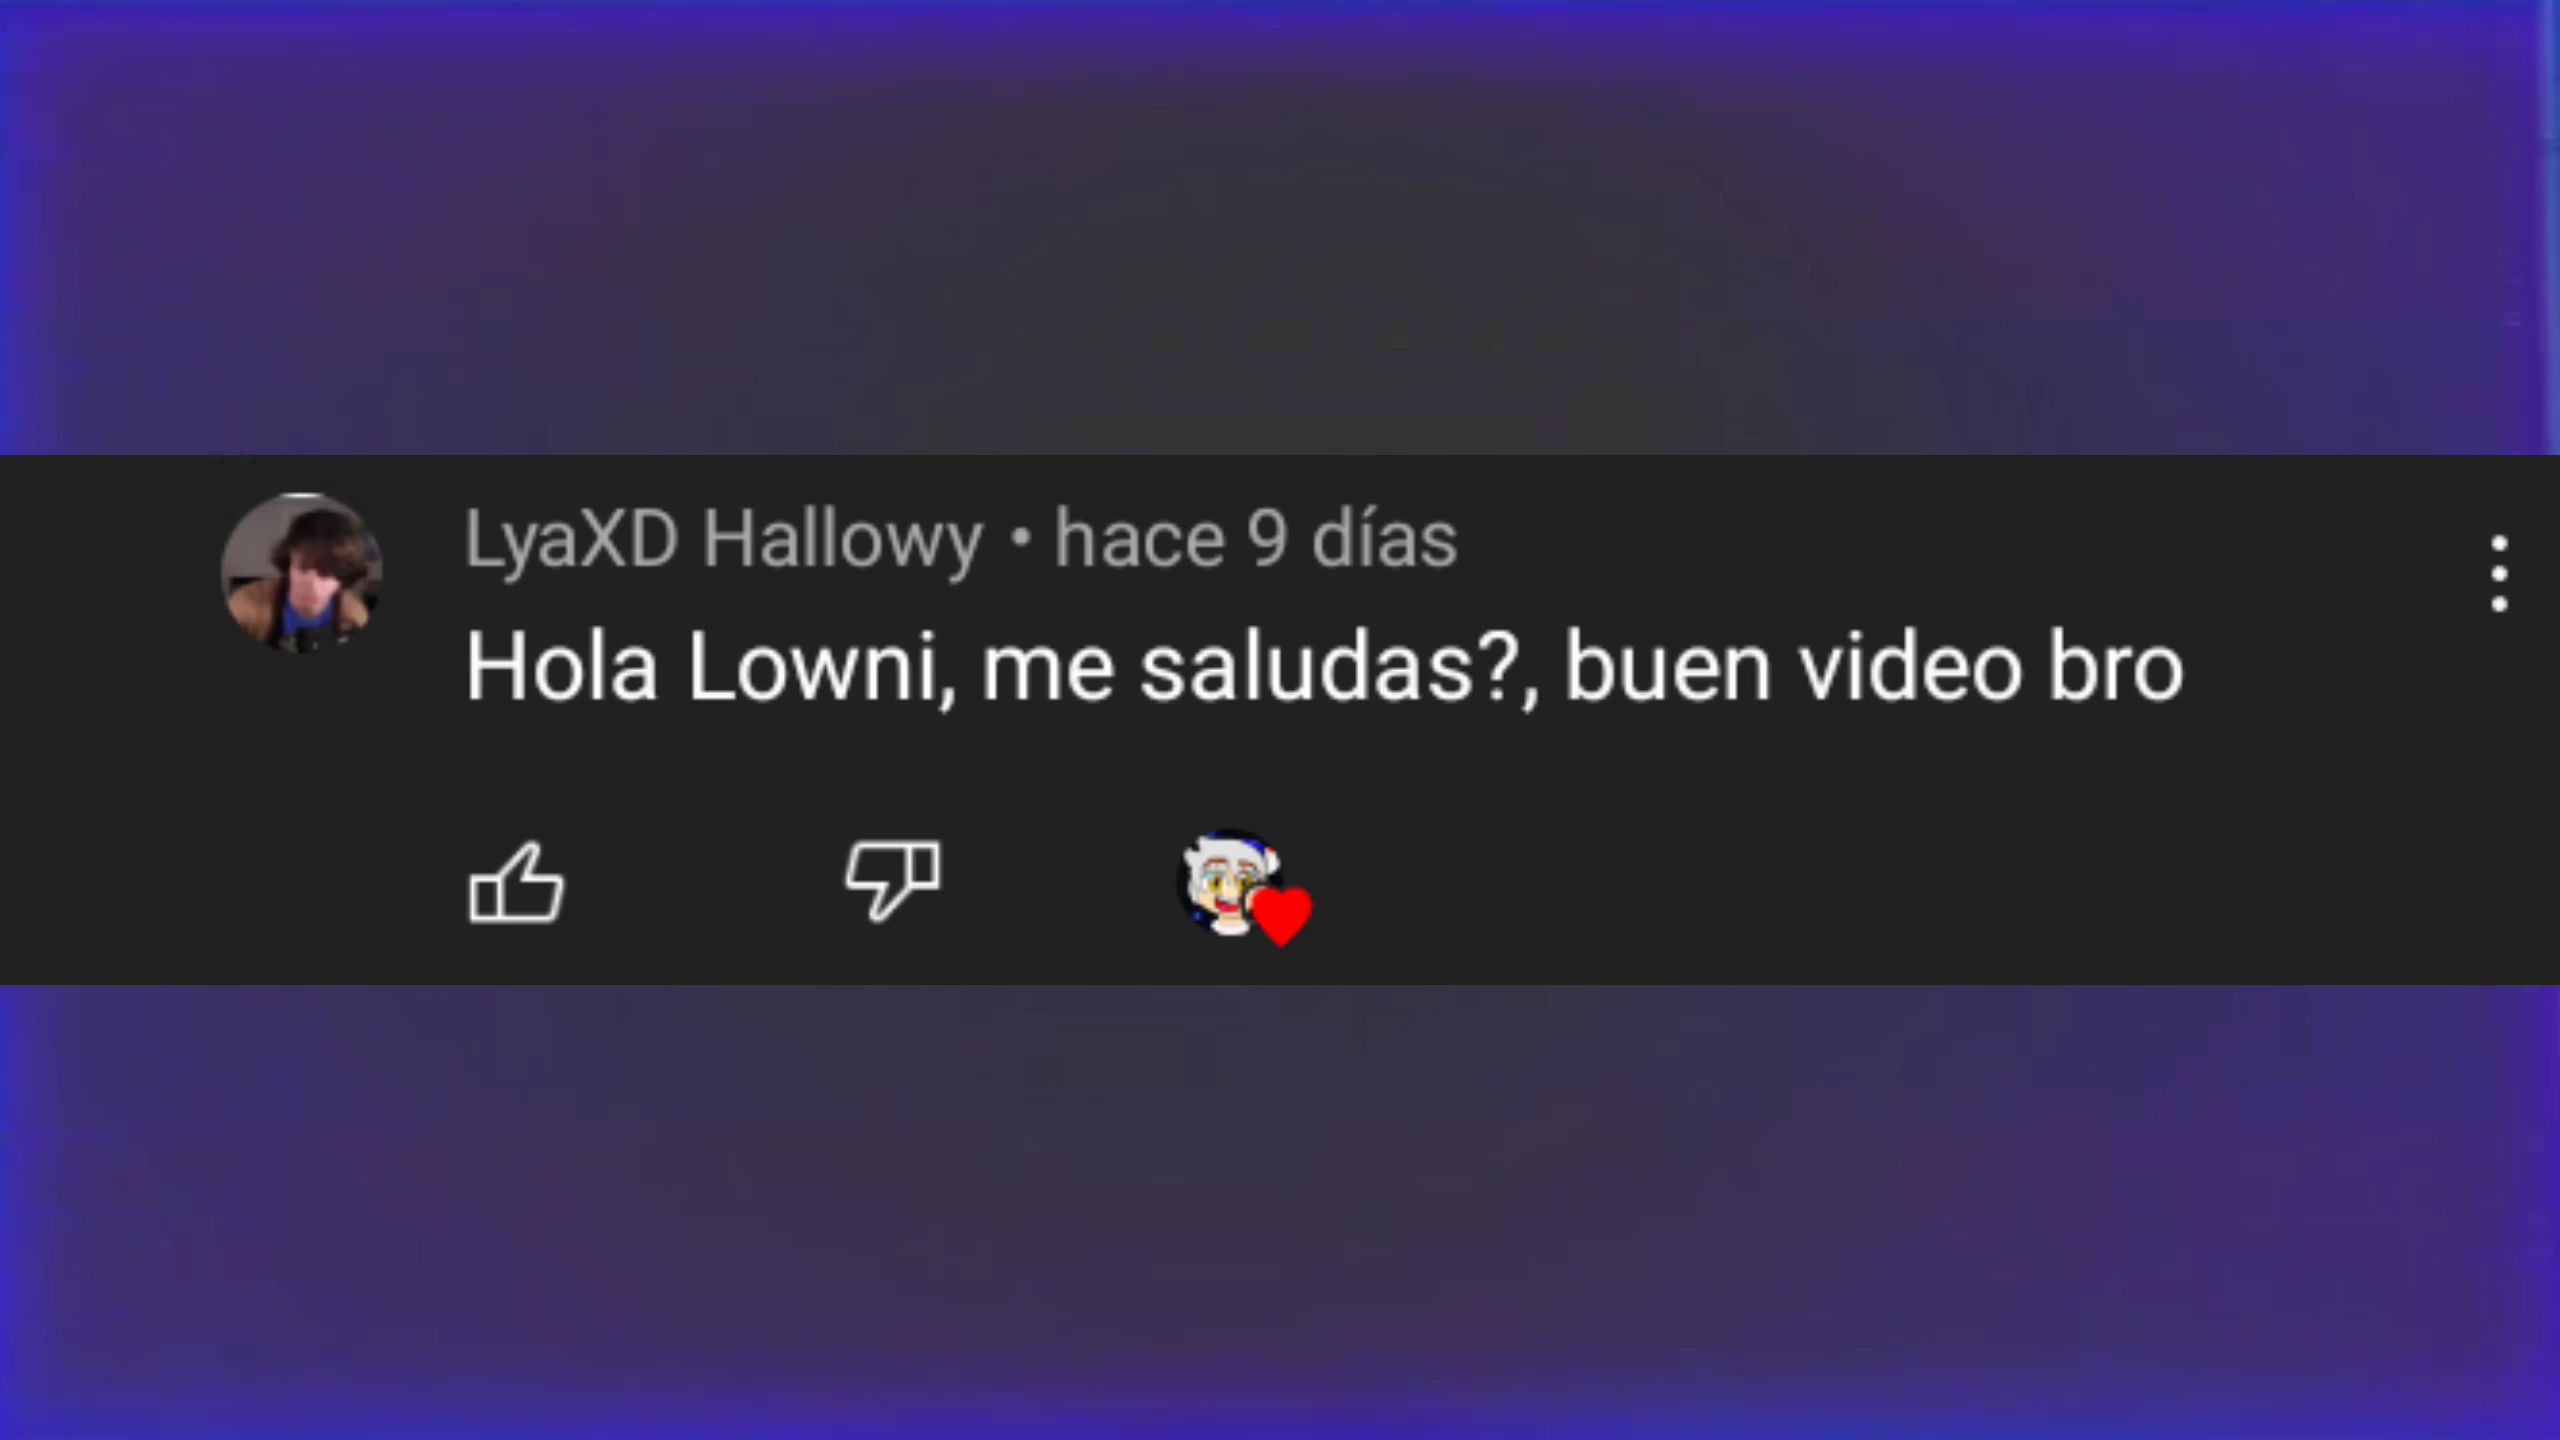 LyaXD Hallowy • hace 9 días
Hola Lowni, me saludas?, buen video bro